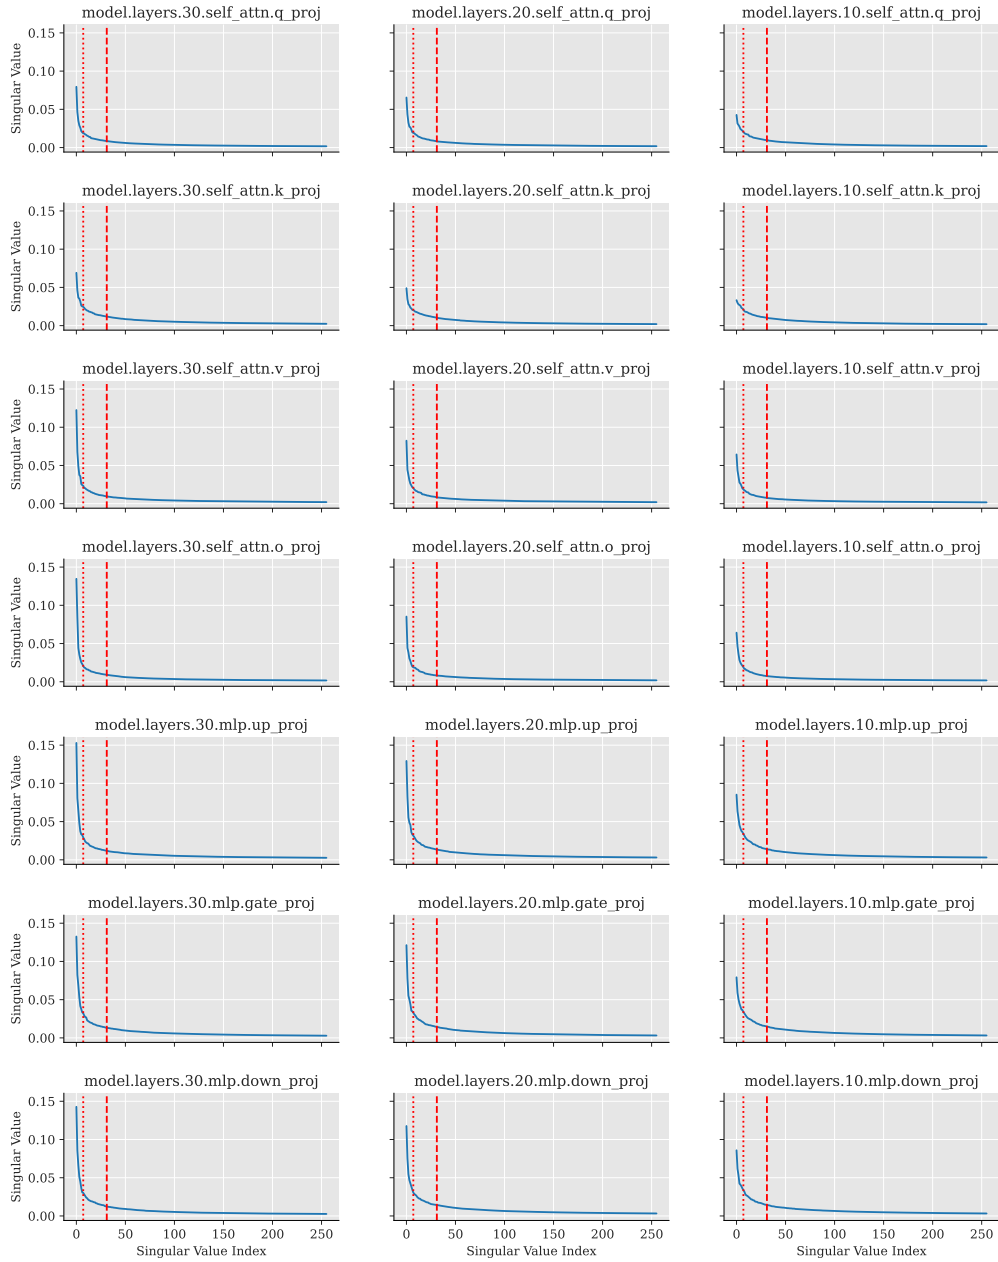 model.layers.30.self_attn.q_proj
model.layers.20.self_attn.q_proj
model.layers.10.self_attn.q_proj
0.15
0.10
0.05
0.00
Singular Value
model.layers.30.self_attn.k_proj
model.layers.20.self_attn.k_proj
model.layers.10.self_attn.k_proj
0.15
0.10
0.05
0.00
Singular Value
model.layers.30.self_attn.v_proj
model.layers.20.self_attn.v_proj
model.layers.10.self_attn.v_proj
0.15
0.10
0.05
0.00
Singular Value
model.layers.30.self_attn.o_proj
model.layers.20.self_attn.o_proj
model.layers.10.self_attn.o_proj
0.15
0.10
0.05
0.00
Singular Value
model.layers.30.mlp.up_proj
model.layers.20.mlp.up_proj
model.layers.10.mlp.up_proj
0.15
0.10
0.05
0.00
Singular Value
model.layers.30.mlp.gate_proj
model.layers.20.mlp.gate_proj
model.layers.10.mlp.gate_proj
0.15
0.10
0.05
0.00
Singular Value
model.layers.30.mlp.down_proj
model.layers.20.mlp.down_proj
model.layers.10.mlp.down_proj
0.15
0.10
0.05
0.00
Singular Value
0 50 100 150 200 250
0 50 100 150 200 250
0 50 100 150 200 250
Singular Value Index
Singular Value Index
Singular Value Index